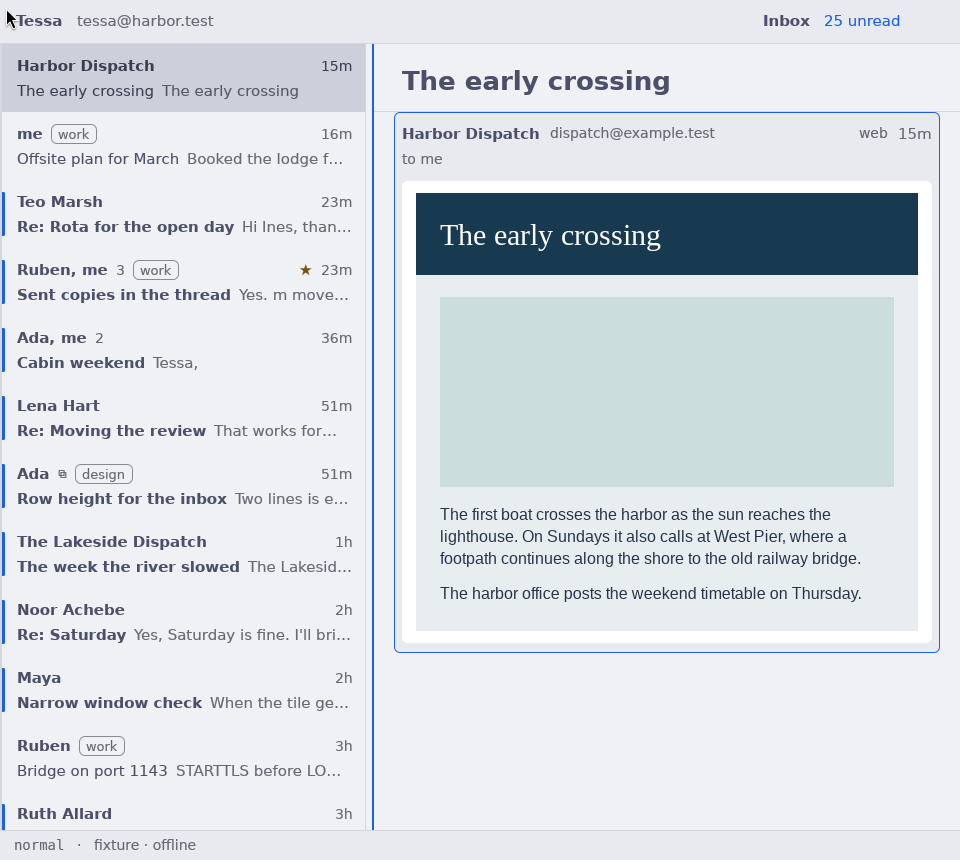 Tessa tessa@harbor.test Inbox 25 unread
Harbor Dispatch 15m
The early crossing The early crossing
me work 16m
Offsite plan for March Booked the lodge f…
Teo Marsh 23m
Re: Rota for the open day Hi Ines, than…
Ruben, me 3 work ★ 23m
Sent copies in the thread Yes. m move…
Ada, me 2 36m
Cabin weekend Tessa,
Lena Hart 51m
Re: Moving the review That works for…
Ada ⧉ design 51m
Row height for the inbox Two lines is e…
The Lakeside Dispatch 1h
The week the river slowed The Lakesid…
Noor Achebe 2h
Re: Saturday Yes, Saturday is fine. I'll bri…
Maya 2h
Narrow window check When the tile ge…
Ruben work 3h
Bridge on port 1143 STARTTLS before LO…
Ruth Allard 3h
The early crossing
Harbor Dispatch dispatch@example.test web 15m
to me
The early crossing
The first boat crosses the harbor as the sun reaches the
lighthouse. On Sundays it also calls at West Pier, where a
footpath continues along the shore to the old railway bridge.
The harbor office posts the weekend timetable on Thursday.
normal · fixture · offline